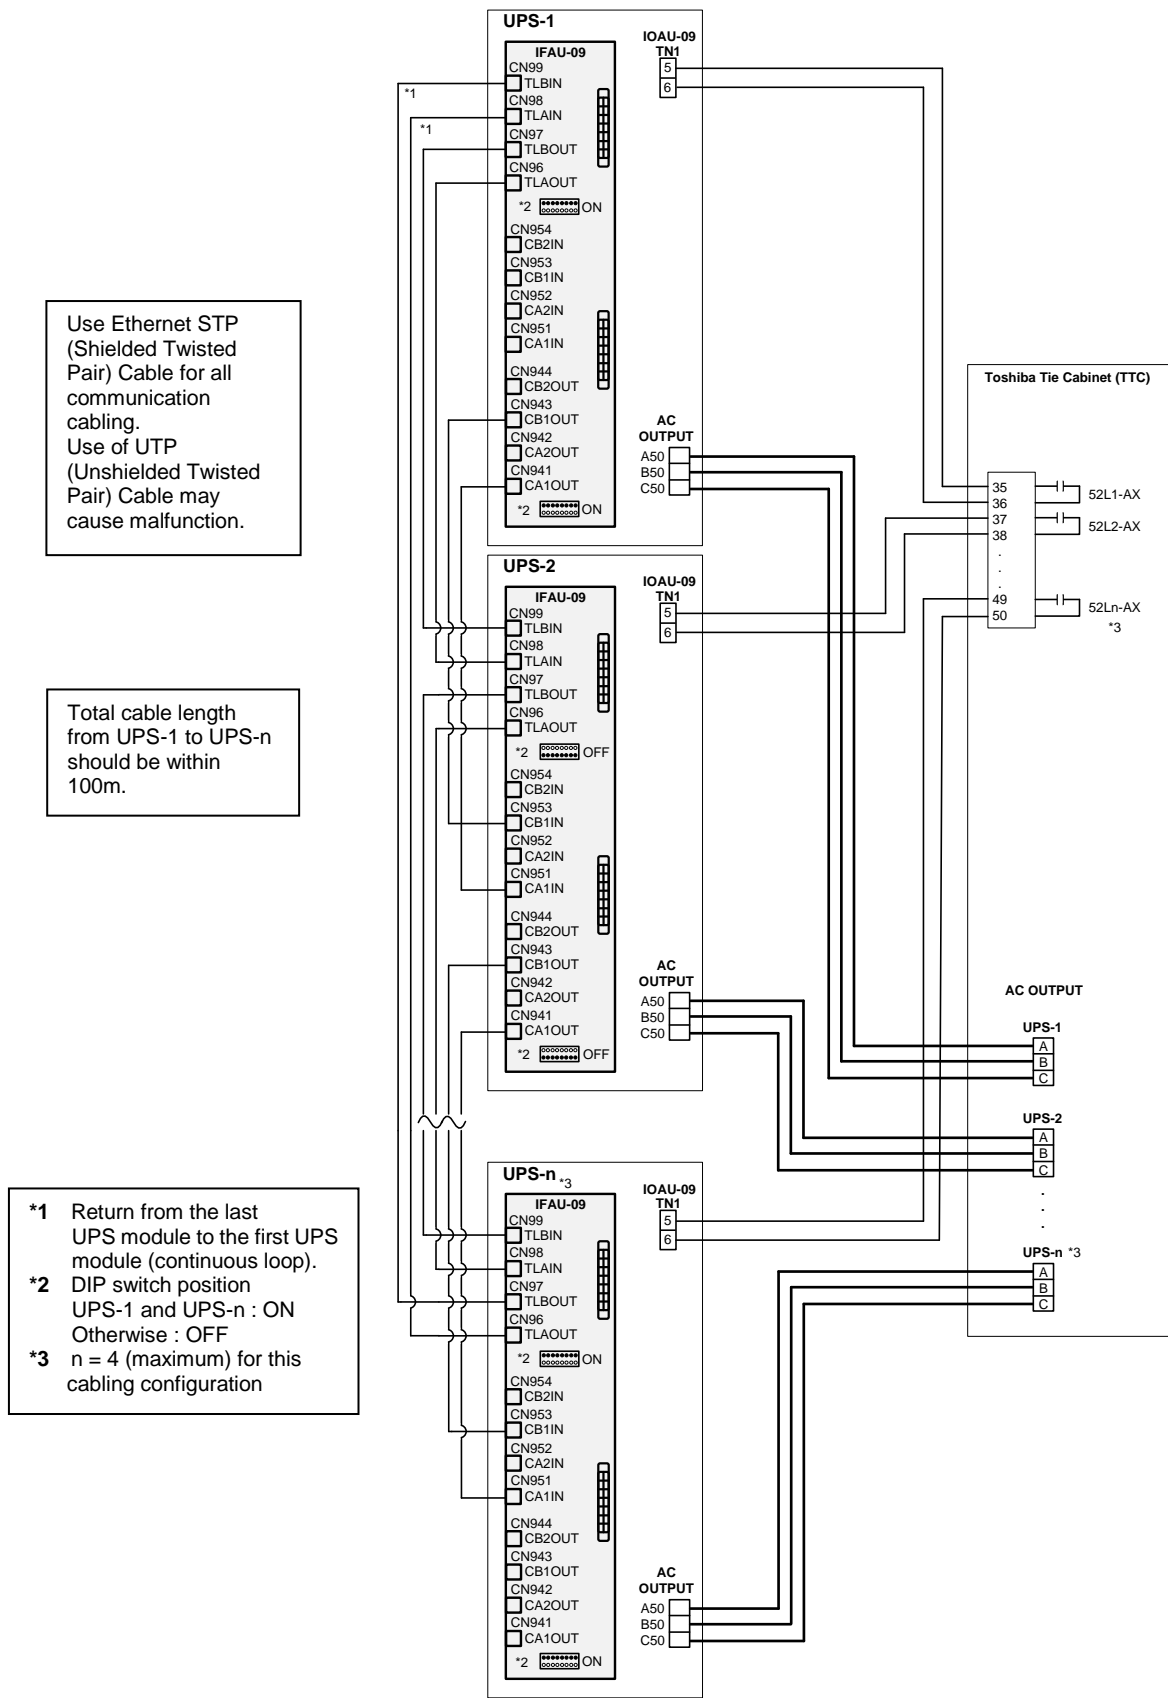 UPS-1
IFAU-09
CN99
TLBIN
*1
CN98
TLAIN
*1
CN97
TLBOUT
CN96
TLAOUT
*2 ON
CN954
CB2IN
CN953
CB1IN
CN952
CA2IN
CN951
CA1IN
CN944
CB2OUT
CN943
CB1OUT
CN942
CA2OUT
CN941
CA1OUT
*2 ON
IOAU-09
TN1
5
6
AC
OUTPUT
A50
B50
C50
Use Ethernet STP
(Shielded Twisted
Pair) Cable for all
communication
cabling.
Use of UTP
(Unshielded Twisted
Pair) Cable may
cause malfunction.
Toshiba Tie Cabinet (TTC)
35
36
52L1-AX
37
38
52L2-AX
.
.
.
49
50
52Ln-AX
*3
UPS-2
IFAU-09
CN99
TLBIN
CN98
TLAIN
CN97
TLBOUT
CN96
TLAOUT
*2 OFF
CN954
CB2IN
CN953
CB1IN
CN952
CA2IN
CN951
CA1IN
CN944
CB2OUT
CN943
CB1OUT
CN942
CA2OUT
CN941
CA1OUT
*2 OFF
IOAU-09
TN1
5
6
AC
OUTPUT
A50
B50
C50
Total cable length
from UPS-1 to UPS-n
should be within
100m.
AC OUTPUT
UPS-1
A
B
C
UPS-2
A
B
C
.
.
.
UPS-n *3
A
B
C
UPS-n *3
IFAU-09
CN99
TLBIN
CN98
TLAIN
CN97
TLBOUT
CN96
TLAOUT
*2 ON
CN954
CB2IN
CN953
CB1IN
CN952
CA2IN
CN951
CA1IN
CN944
CB2OUT
CN943
CB1OUT
CN942
CA2OUT
CN941
CA1OUT
*2 ON
IOAU-09
TN1
5
6
AC
OUTPUT
A50
B50
C50
*1 Return from the last
UPS module to the first UPS
module (continuous loop).
*2 DIP switch position
UPS-1 and UPS-n : ON
Otherwise : OFF
*3 n = 4 (maximum) for this
cabling configuration